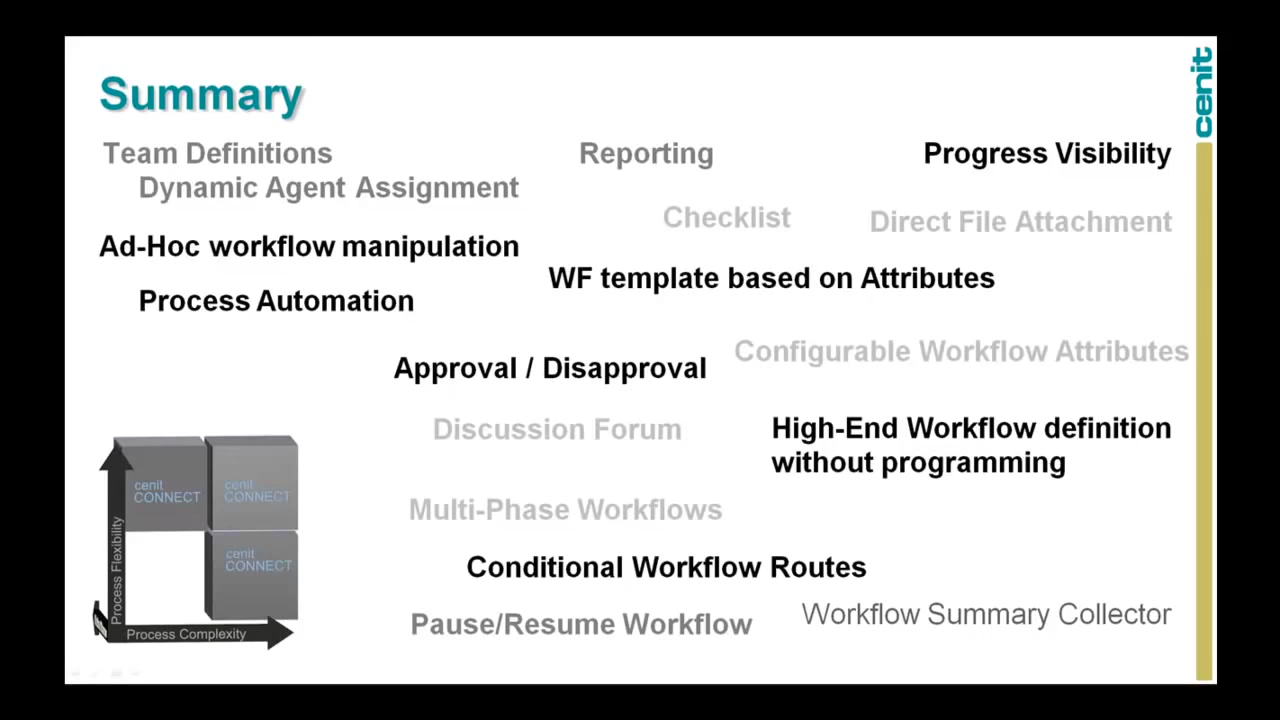 Summary
cenit
Team Definitions
Reporting
Progress Visibility
Dynamic Agent Assignment
Checklist
Direct File Attachment
Ad-Hoc workflow manipulation
WF template based on Attributes
Process Automation
Configurable Workflow Attributes
Approval / Disapproval
Discussion Forum
High-End Workflow definition
without programming
Multi-Phase Workflows
Conditional Workflow Routes
Pause/Resume Workflow
Workflow Summary Collector
cenit
CONNECT
cenit
CONNECT
cenit
CONNECT
Process Flexibility
Process Complexity